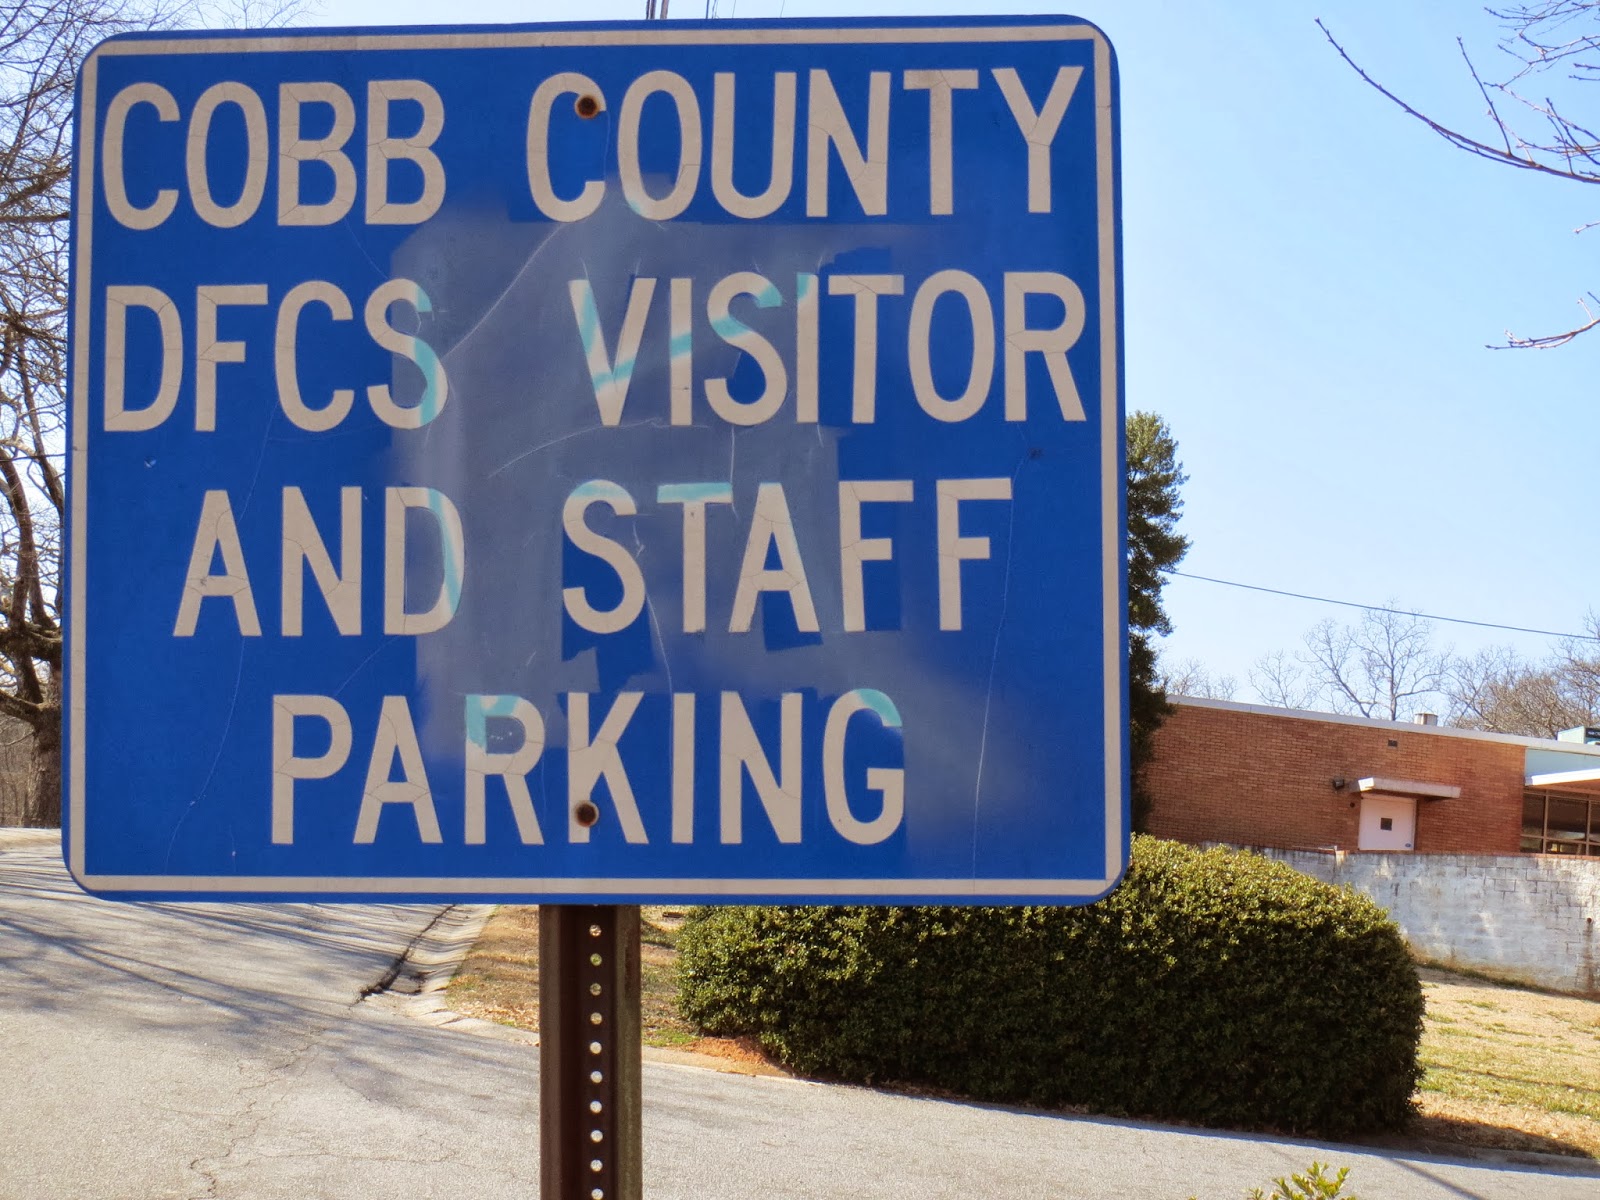 COBB COUNTY
DFCS VISITOR
AND STAFF
PARKING